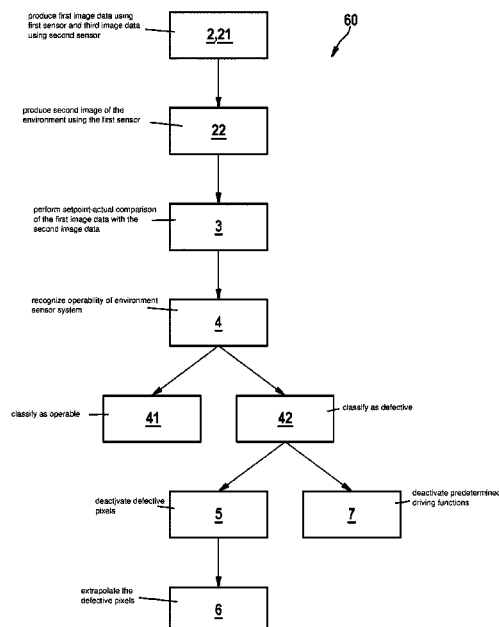 produce first image data using
first sensor and third image data
using second sensor
2,21
60
produce second image of the
environment using the first sensor
22
perform setpoint-actual comparison
of the first image data with the
second image data
3
recognize operability of environment
sensor system
4
classify as operable
41
42
classify as defective
deactivate defective
pixels
5
7
deactivate predetermined
driving functions
extrapolate the
defective pixels
6